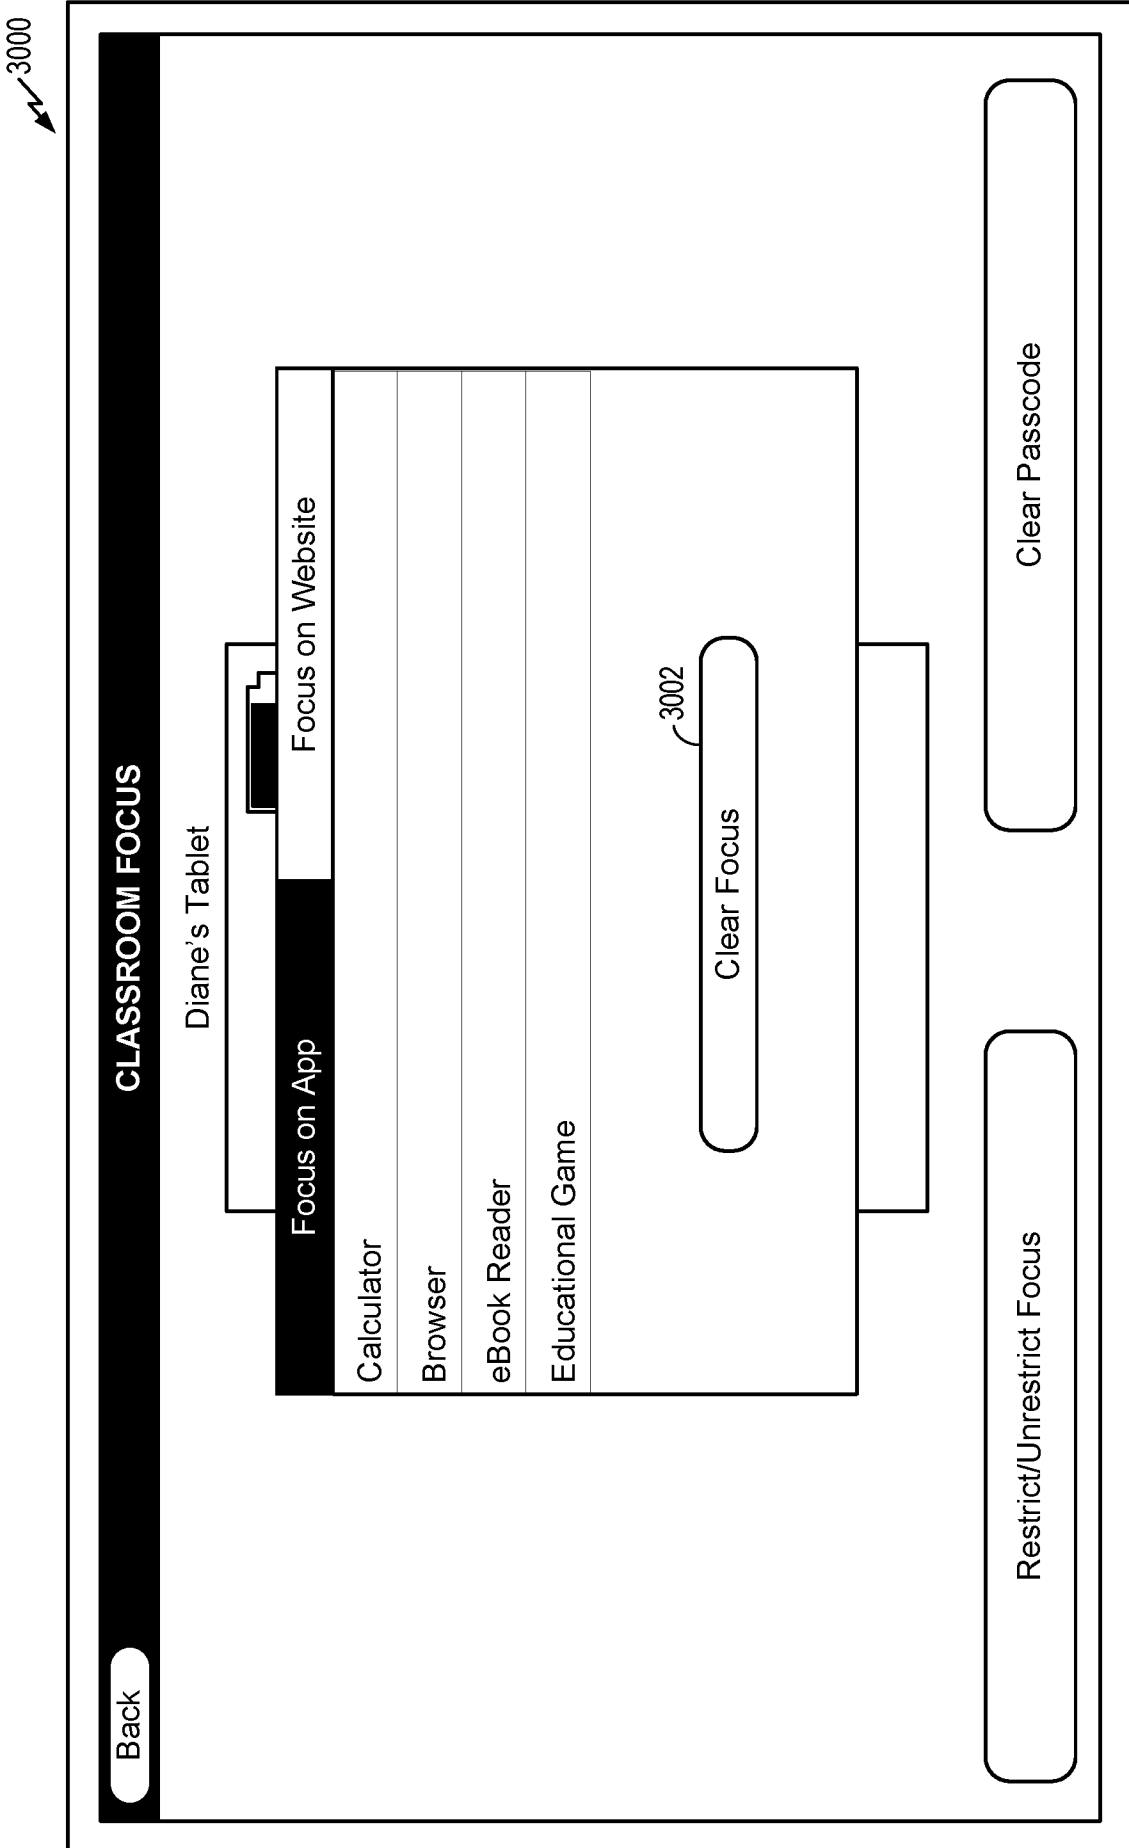 3000
Back
CLASSROOM FOCUS
Diane's Tablet
Focus on App
Focus on Website
Calculator
Browser
eBook Reader
Educational Game
3002
Clear Focus
Restrict/Unrestrict Focus
Clear Passcode